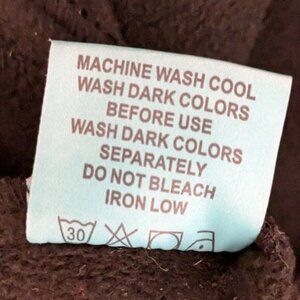 MACHINE WASH COOL
WASH DARK COLORS
BEFORE USE
WASH DARK COLORS
SEPARATELY
DO NOT BLEACH
IRON LOW
30